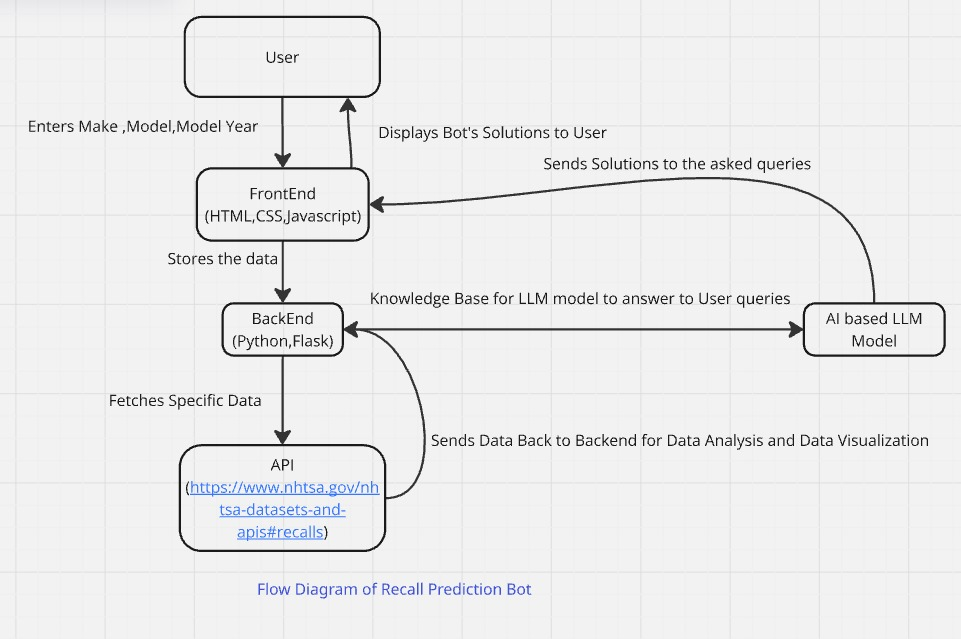 User
Enters Make ,Model,Model Year
Displays Bot's Solutions to User
Sends Solutions to the asked queries
FrontEnd
(HTML,CSS,Javascript)
Stores the data
Knowledge Base for LLM model to answer to User queries
BackEnd
(Python,Flask)
AI based LLM
Model
Fetches Specific Data
Sends Data Back to Backend for Data Analysis and Data Visualization
API
(https://www.nhtsa.gov/nh
tsa-datasets-and-
apis#recalls)
Flow Diagram of Recall Prediction Bot